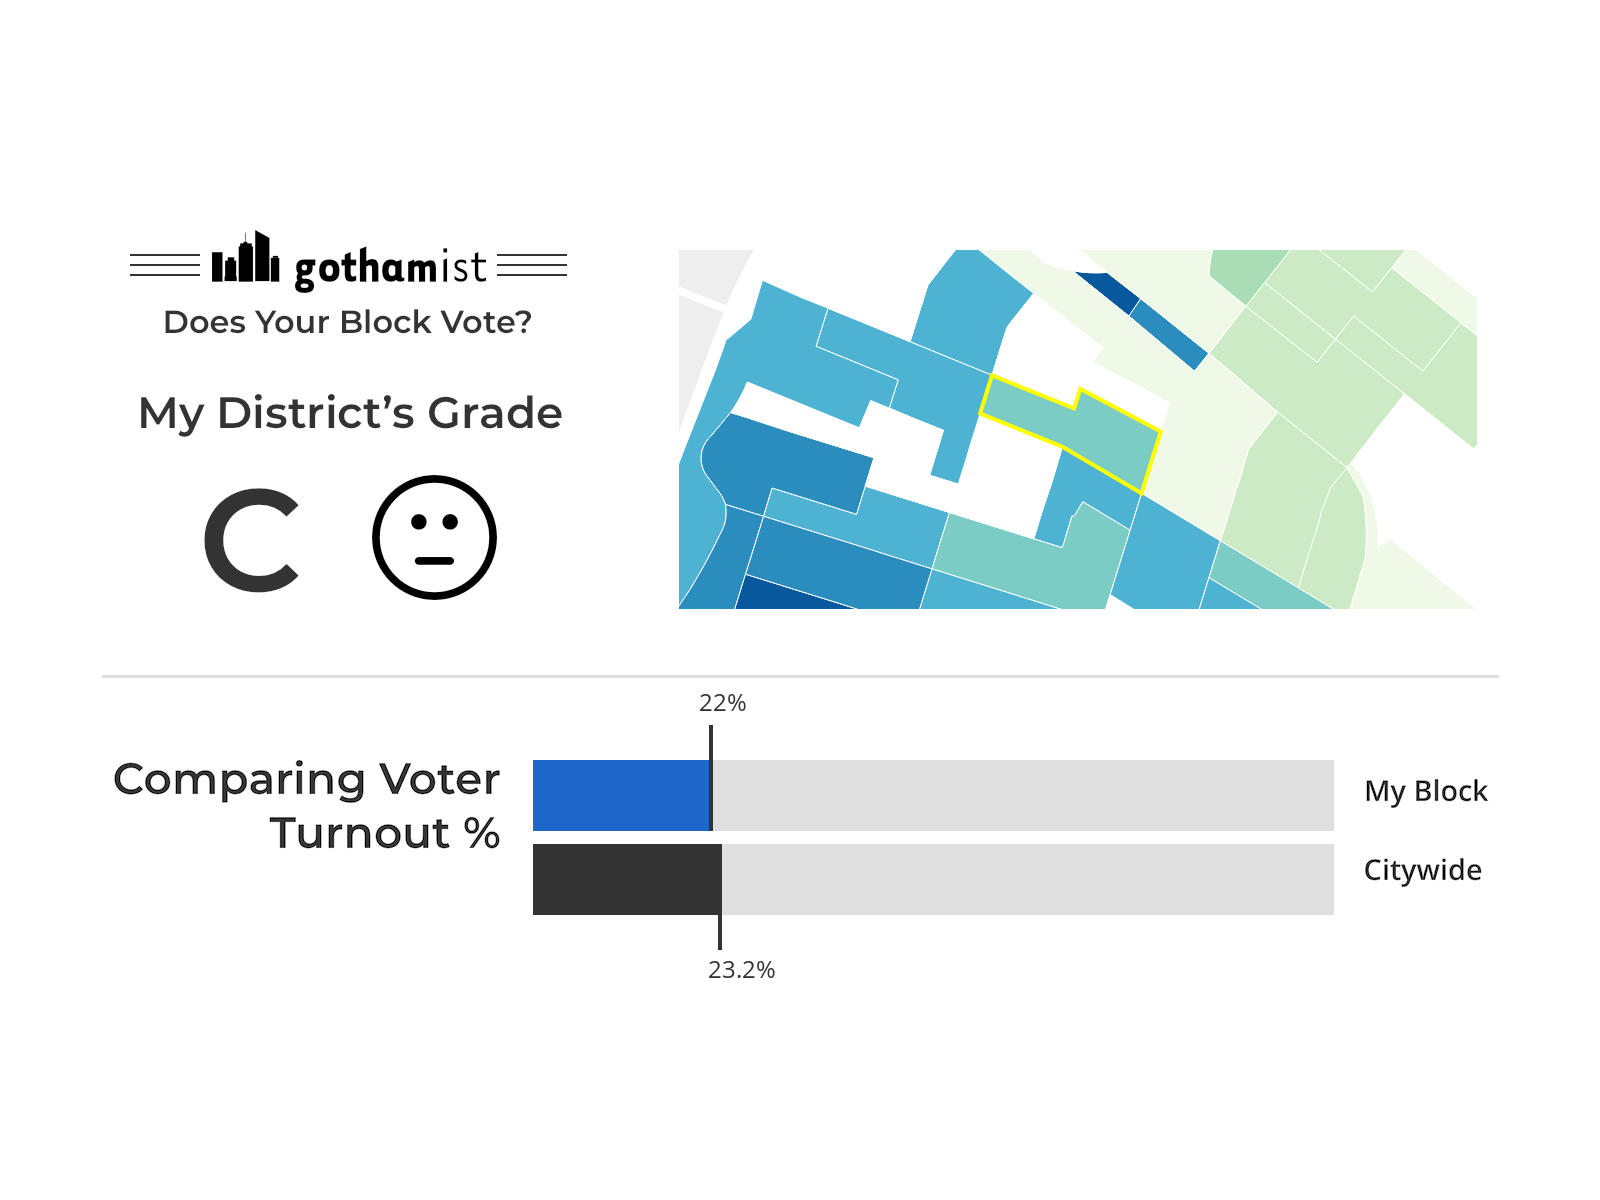 gothamist
Does Your Block Vote?
My District’s Grade
C
22%
Comparing Voter
Turnout %
My Block
Citywide
23.2%